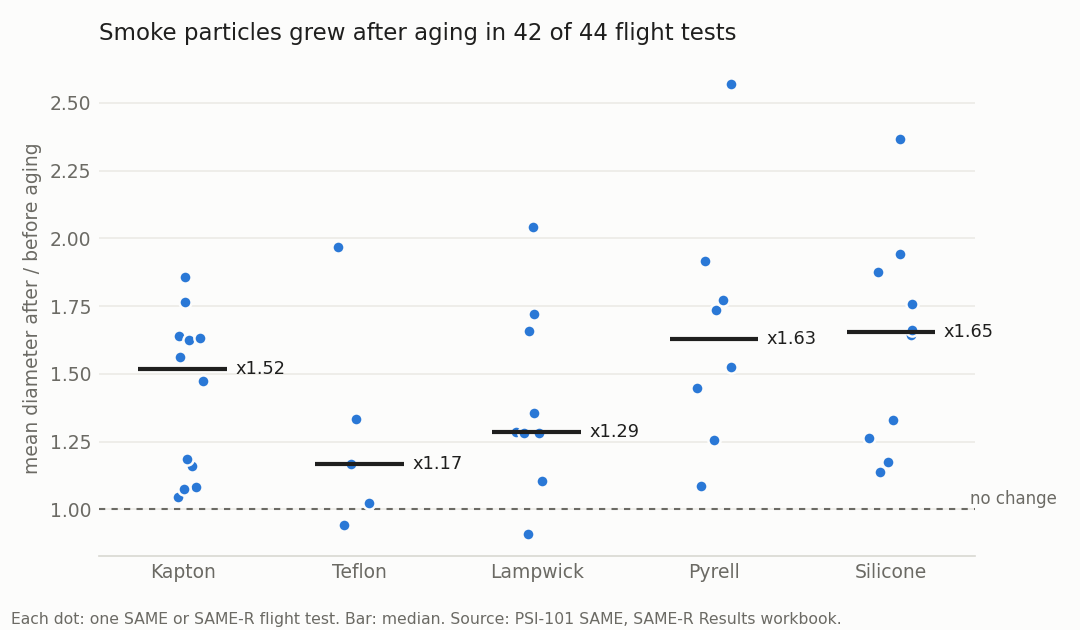 Smoke particles grew after aging in 42 of 44 flight tests
mean diameter after / before aging
2.50
2.25
2.00
1.75
1.50
1.25
1.00
x1.52
x1.17
x1.29
x1.63
x1.65
no change
Kapton
Teflon
Lampwick
Pyrell
Silicone
Each dot: one SAME or SAME-R flight test. Bar: median. Source: PSI-101 SAME, SAME-R Results workbook.